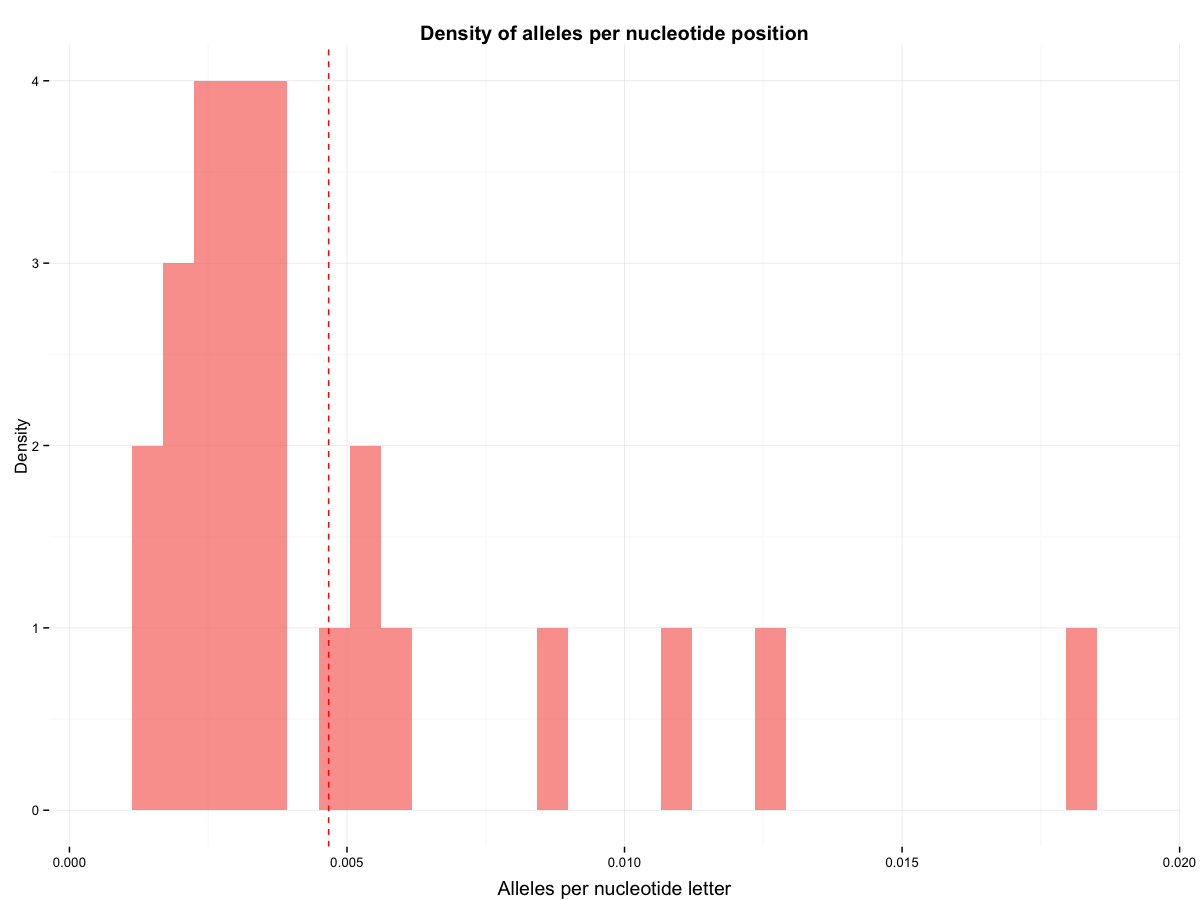 Density of alleles per nucleotide position
4
3
2
1
0
Density
0.000 0.005 0.010 0.015 0.020
Alleles per nucleotide letter